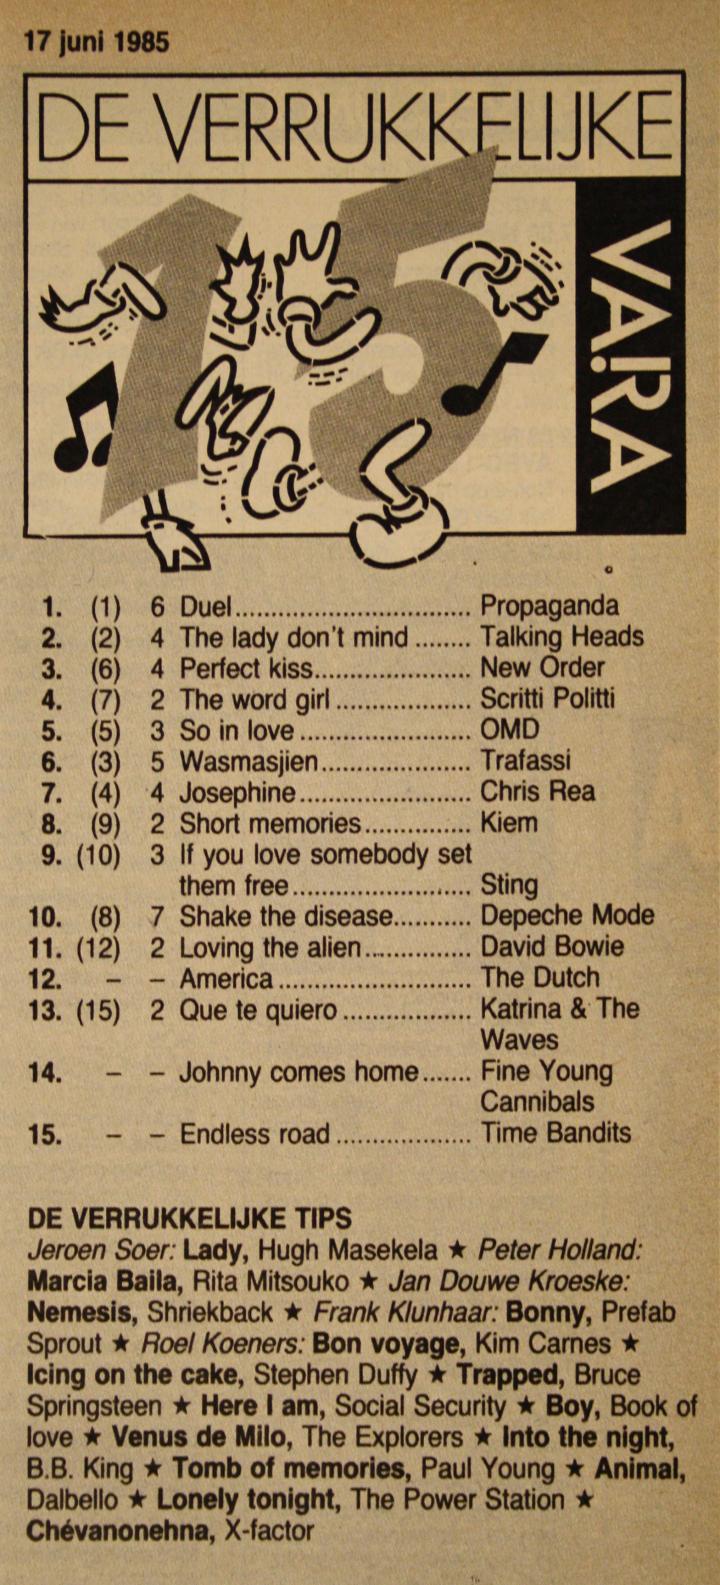 17 juni 1985
DE VERRUKKELIJKE
15
VARA
1. (1) 6 Duel.............................. Propaganda
2. (2) 4 The lady don't mind ........ Talking Heads
3. (6) 4 Perfect kiss...................... New Order
4. (7) 2 The word girl ................... Scritti Politti
5. (5) 3 So in love ........................ OMD
6. (3) 5 Wasmasjien..................... Trafassi
7. (4) 4 Josephine........................ Chris Rea
8. (9) 2 Short memories............... Kiem
9. (10) 3 If you love somebody set
them free......................... Sting
10. (8) 7 Shake the disease........... Depeche Mode
11. (12) 2 Loving the alien............... David Bowie
12. – – America ........................... The Dutch
13. (15) 2 Que te quiero .................. Katrina & The
Waves
14. – – Johnny comes home....... Fine Young
Cannibals
15. – – Endless road ................... Time Bandits
DE VERRUKKELIJKE TIPS
Jeroen Soer: Lady, Hugh Masekela ★ Peter Holland:
Marcia Baila, Rita Mitsouko ★ Jan Douwe Kroeske:
Nemesis, Shriekback ★ Frank Klunhaar: Bonny, Prefab
Sprout ★ Roel Koeners: Bon voyage, Kim Carnes ★
Icing on the cake, Stephen Duffy ★ Trapped, Bruce
Springsteen ★ Here I am, Social Security ★ Boy, Book of
love ★ Venus de Milo, The Explorers ★ Into the night,
B.B. King ★ Tomb of memories, Paul Young ★ Animal,
Dalbello ★ Lonely tonight, The Power Station ★
Chévanonehna, X-factor